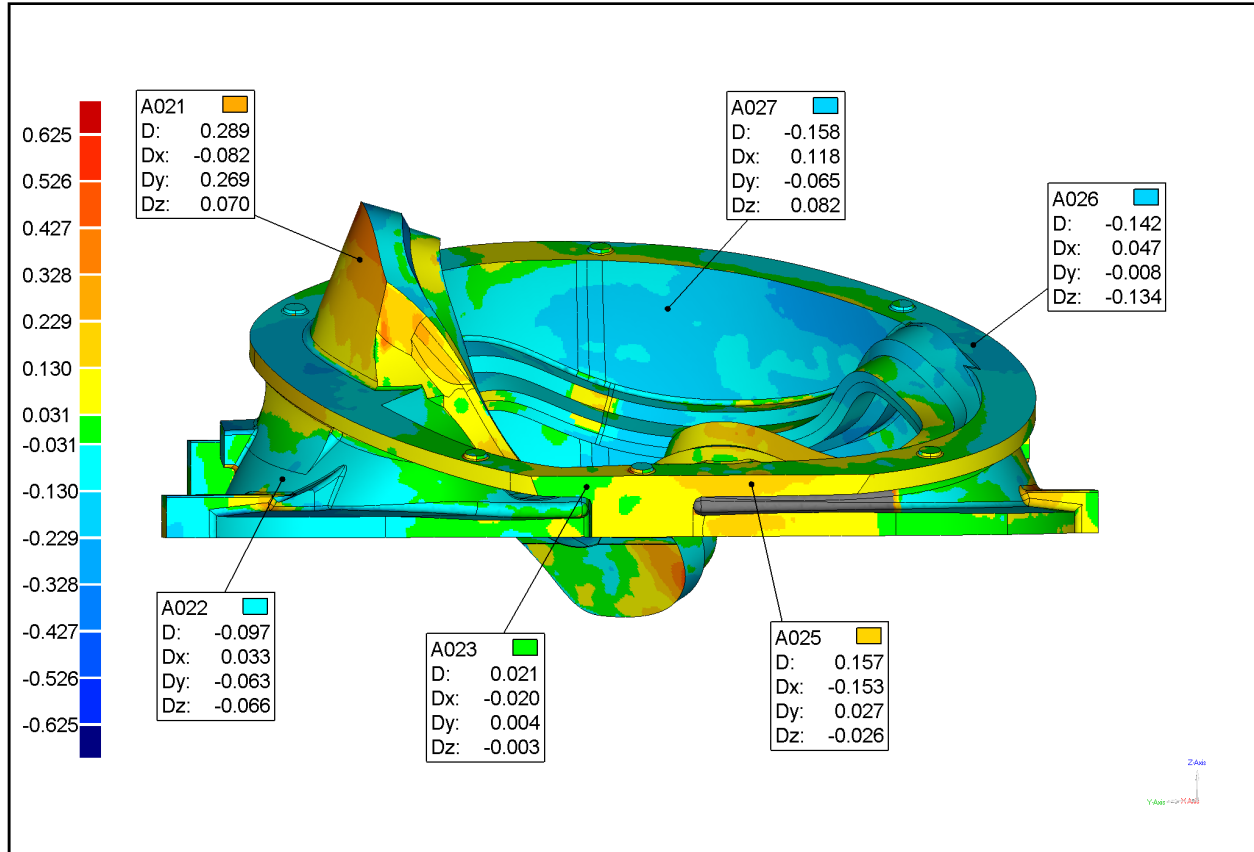 0.625
0.526
0.427
0.328
0.229
0.130
0.031
-0.031
-0.130
-0.229
-0.328
-0.427
-0.526
-0.625
A021
D: 0.289
Dx: -0.082
Dy: 0.269
Dz: 0.070
A027
D: -0.158
Dx: 0.118
Dy: -0.065
Dz: 0.082
A026
D: -0.142
Dx: 0.047
Dy: -0.008
Dz: -0.134
A022
D: -0.097
Dx: 0.033
Dy: -0.063
Dz: -0.066
A023
D: 0.021
Dx: -0.020
Dy: 0.004
Dz: -0.003
A025
D: 0.157
Dx: -0.153
Dy: 0.027
Dz: -0.026
Z-Axis
Y-Axis